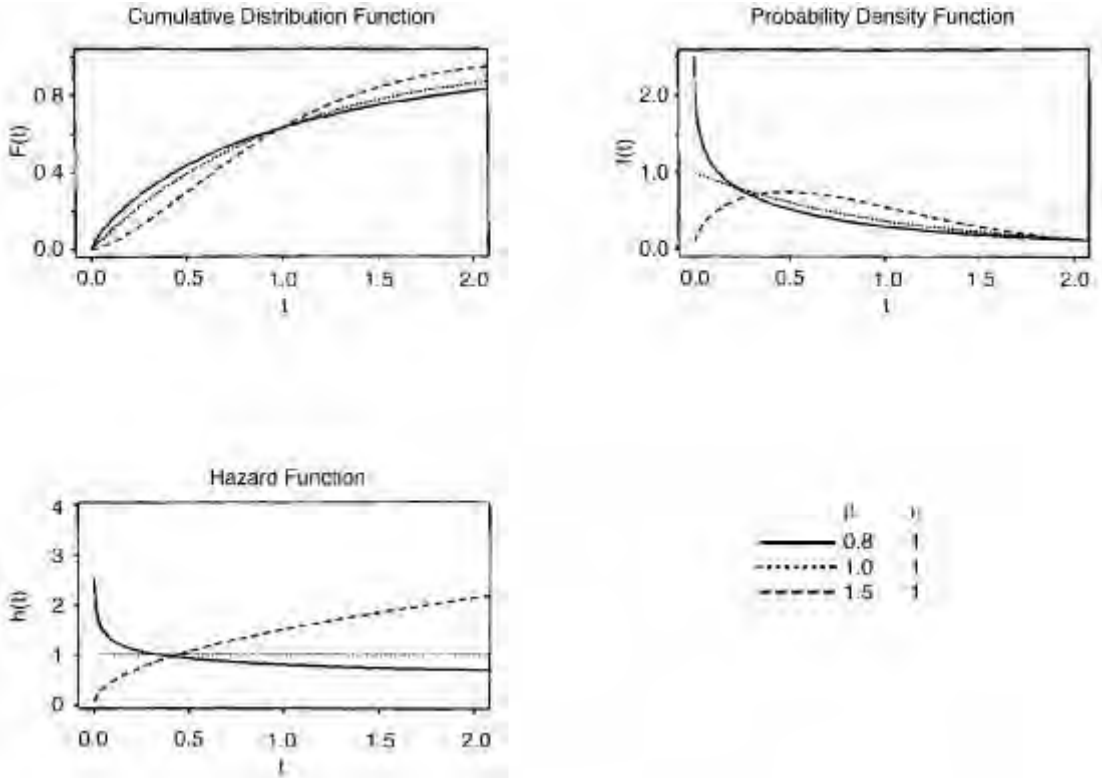 Cumulative Distribution Function
0.8
0.4
0.0
F(t)
0.0 0.5 1.0 1.5 2.0
t
Probability Density Function
2.0
1.0
0.0
f(t)
0.0 0.5 1.0 1.5 2.0
t
Hazard Function
4
3
2
1
0
h(t)
0.0 0.5 1.0 1.5 2.0
t
β η
0.8 1
1.0 1
1.5 1